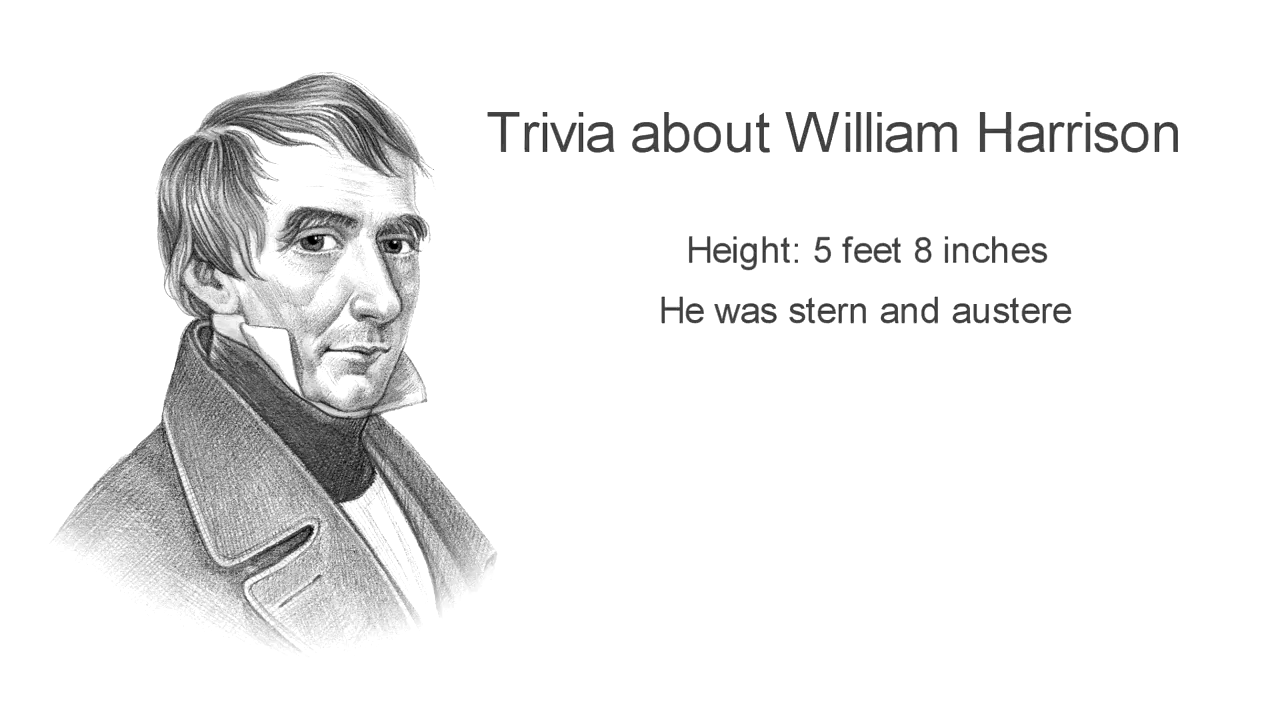 Trivia about William Harrison
Height: 5 feet 8 inches
He was stern and austere